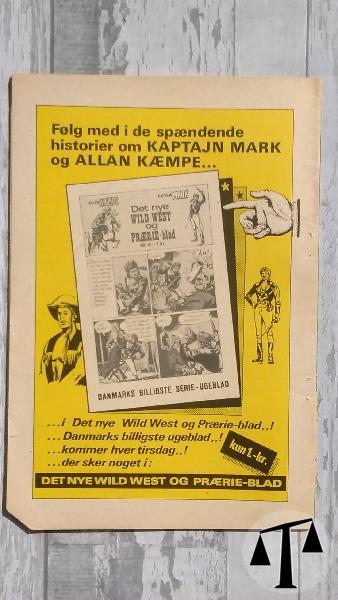 Følg med i de spændende
historier om KAPTAJN MARK
og ALLAN KÆMPE...
Det nye
WILD WEST
og
PRÆRIE-blad
DANMARKS BILLIGSTE SERIE-UGEBLAD
...i Det nye Wild West og Prærie-blad..!
...Danmarks billigste ugeblad..!
...kommer hver tirsdag..!
...der sker noget i:
kun 1.-kr.
DET NYE WILD WEST OG PRÆRIE-BLAD